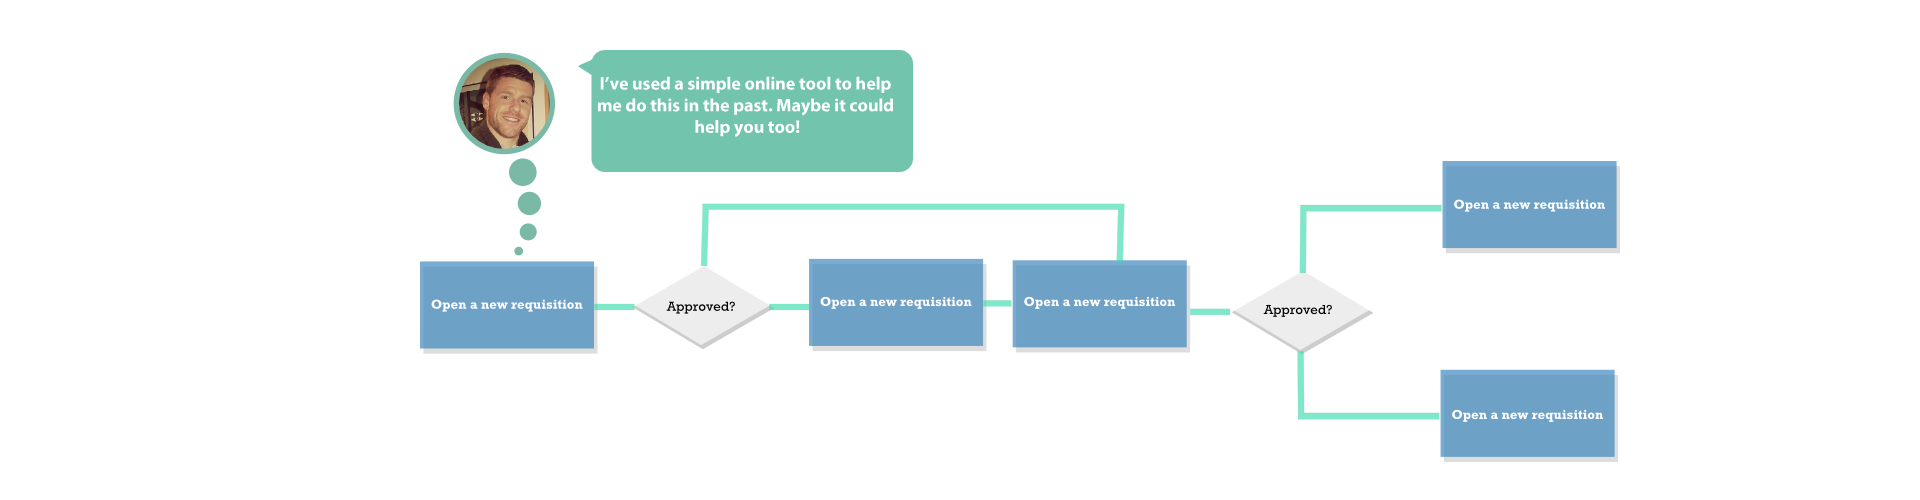 I’ve used a simple online tool to help
me do this in the past. Maybe it could
help you too!
Open a new requisition
Approved?
Open a new requisition
Open a new requisition
Approved?
Open a new requisition
Open a new requisition